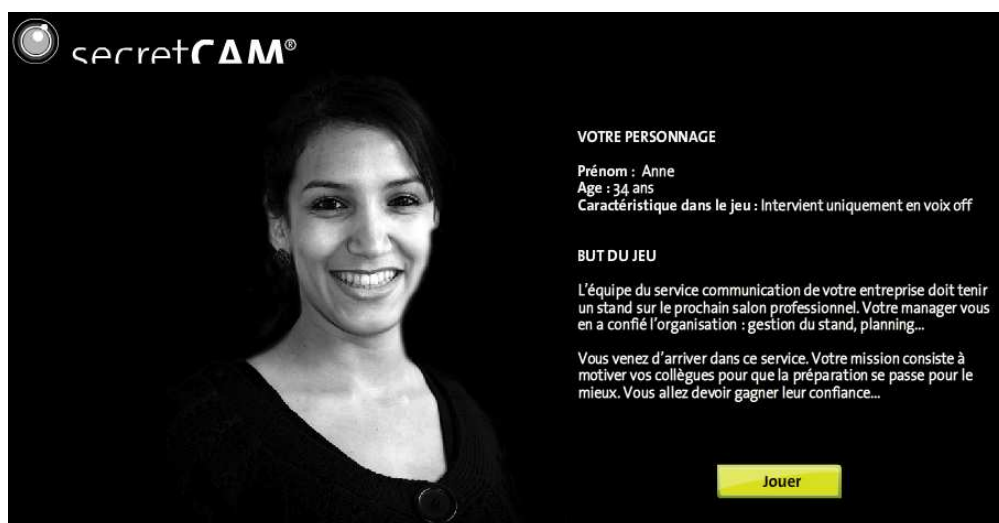 secretCAM®
VOTRE PERSONNAGE
Prénom : Anne
Age : 34 ans
Caractéristique dans le jeu : Intervient uniquement en voix off
BUT DU JEU
L'équipe du service communication de votre entreprise doit tenir
un stand sur le prochain salon professionnel. Votre manager vous
en a confié l'organisation : gestion du stand, planning...
Vous venez d'arriver dans ce service. Votre mission consiste à
motiver vos collègues pour que la préparation se passe pour le
mieux. Vous allez devoir gagner leur confiance...
Jouer